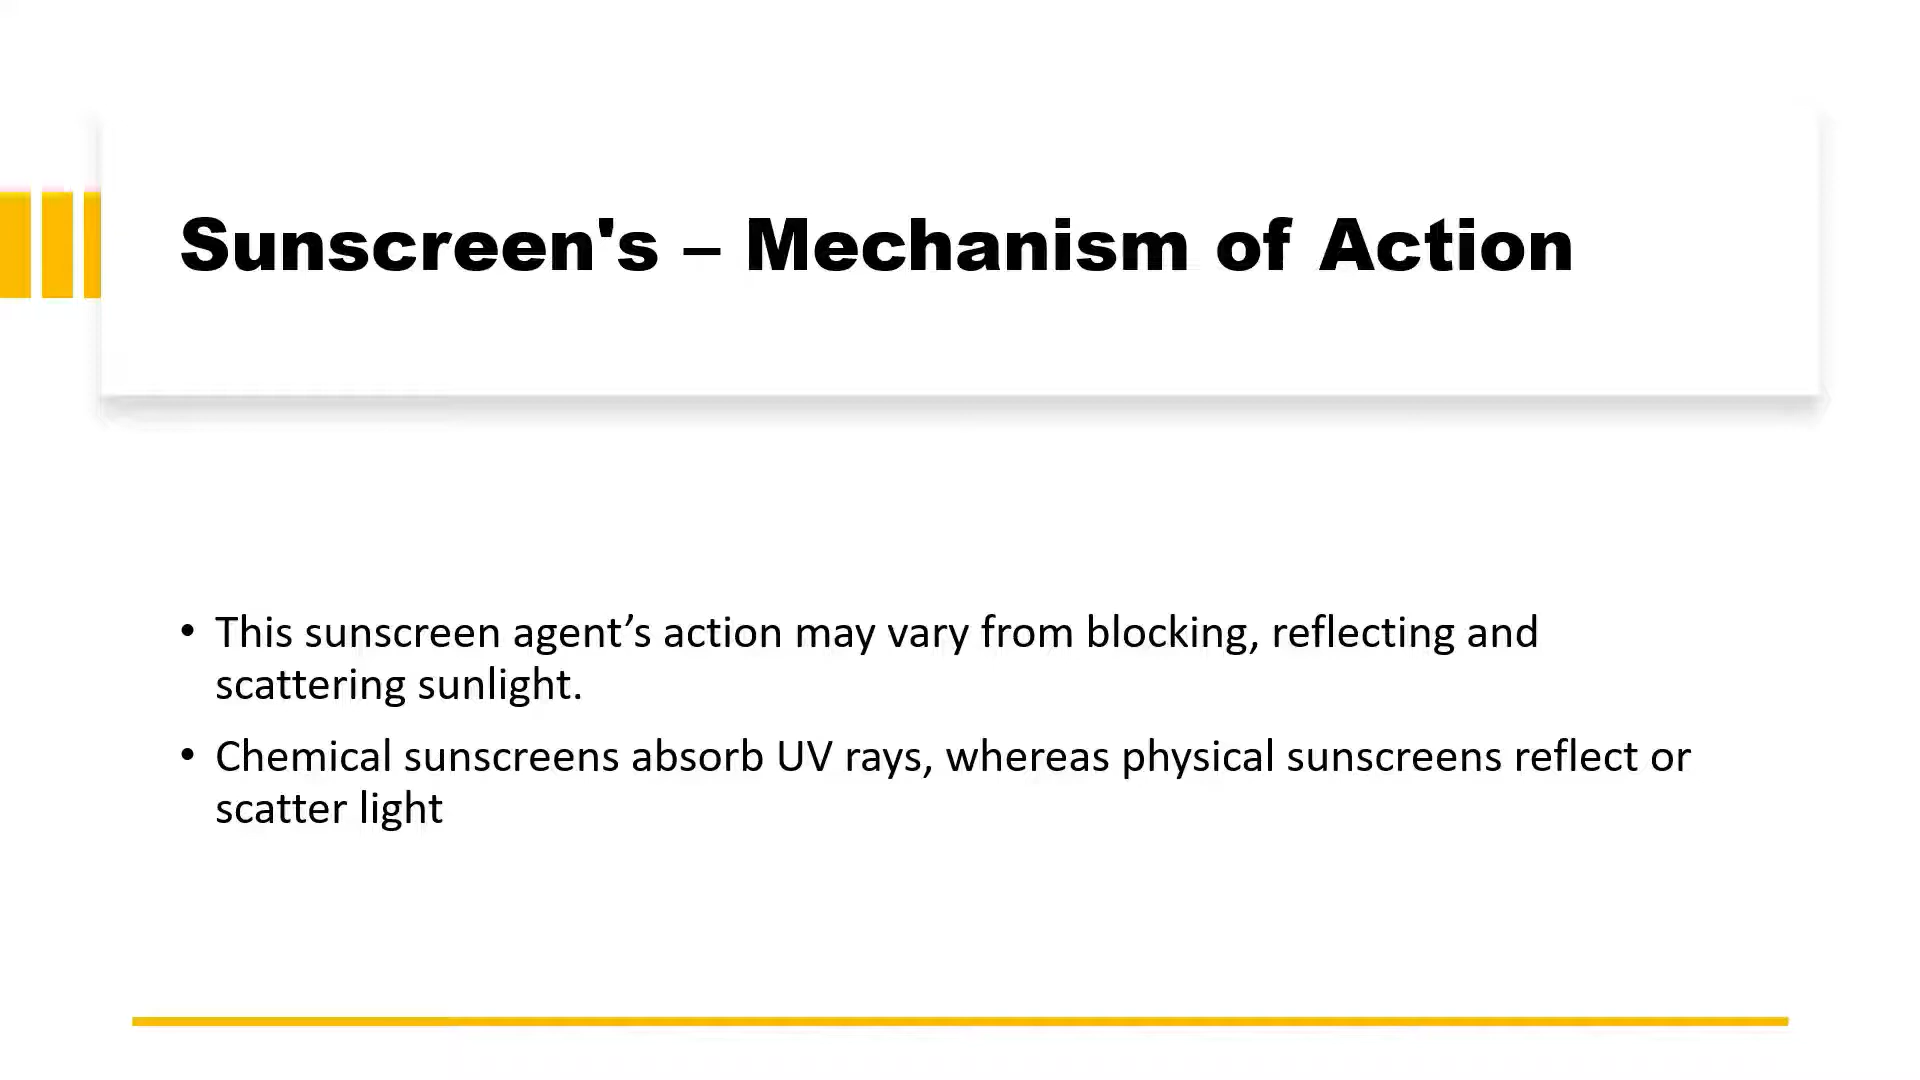 Sunscreen's – Mechanism of Action
• This sunscreen agent’s action may vary from blocking, reflecting and
scattering sunlight.
• Chemical sunscreens absorb UV rays, whereas physical sunscreens reflect or
scatter light